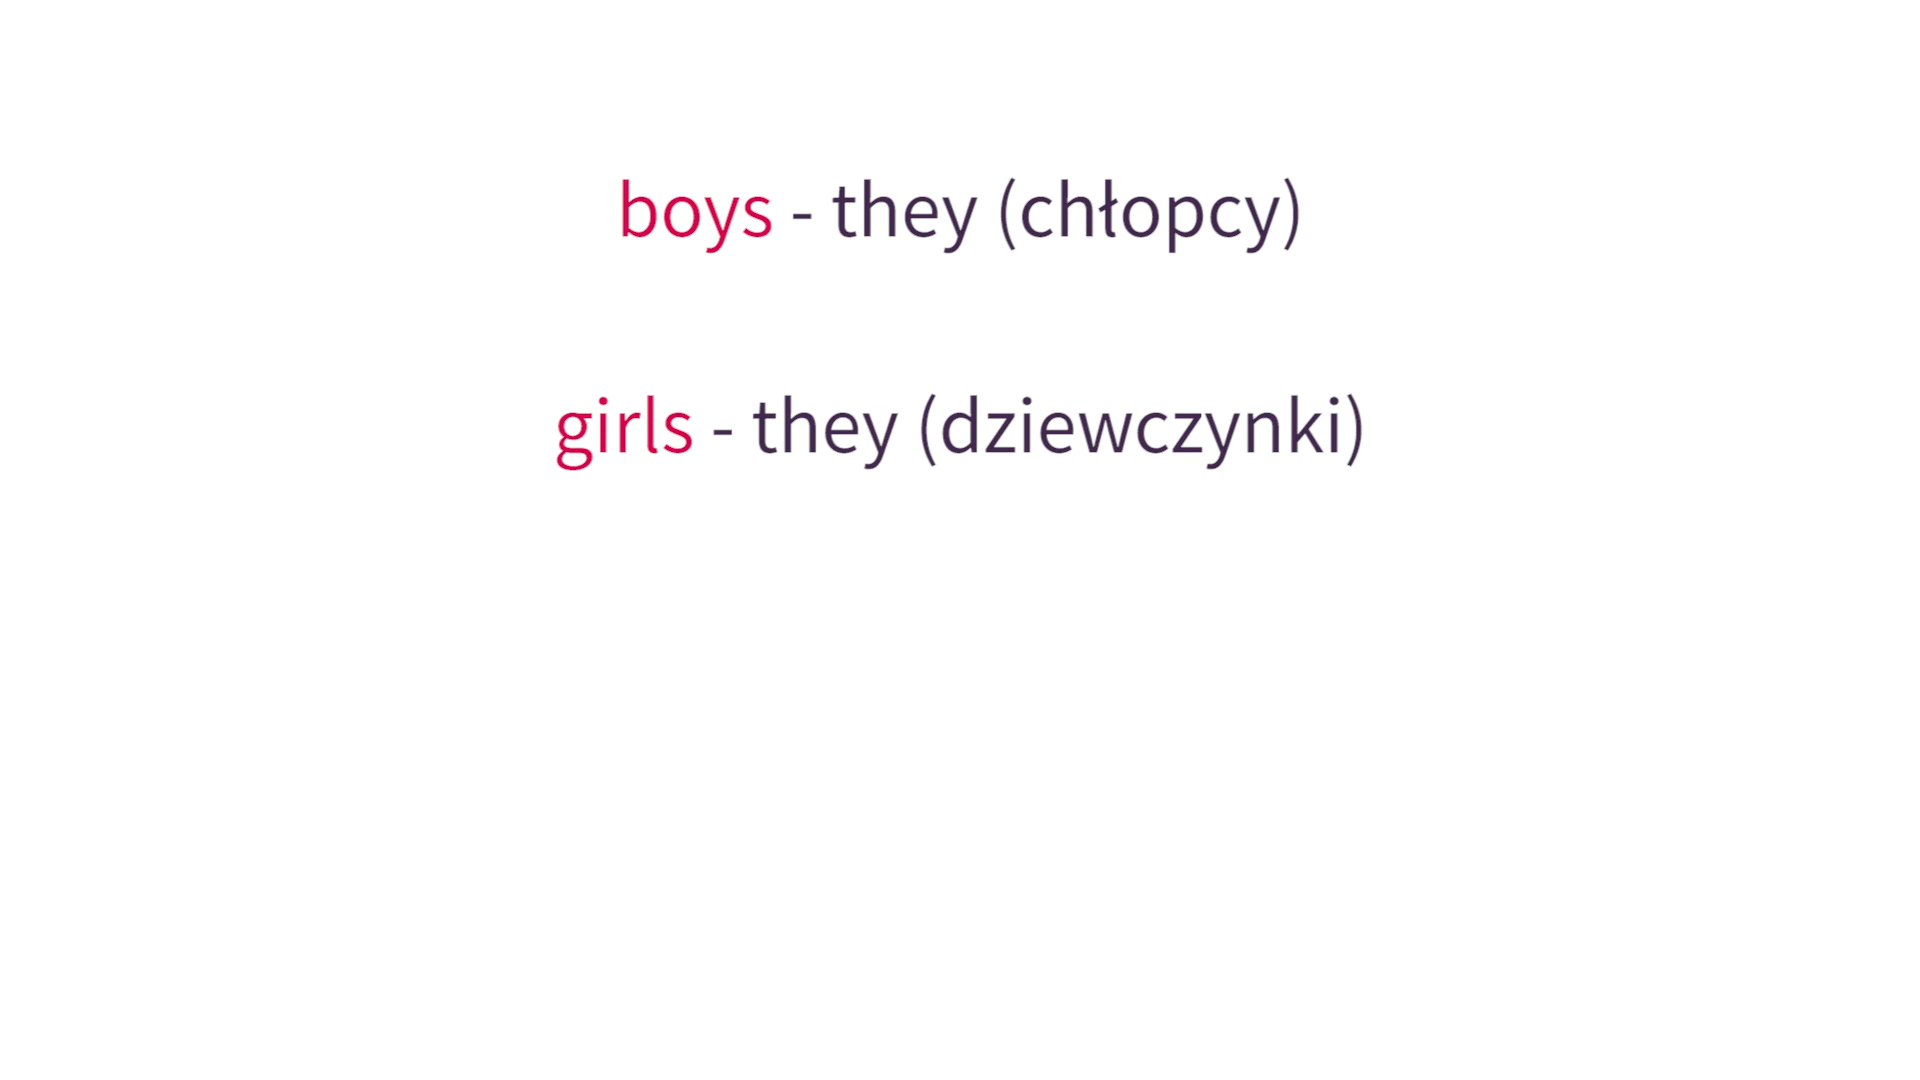 boys - they (chłopcy)
girls - they (dziewczynki)